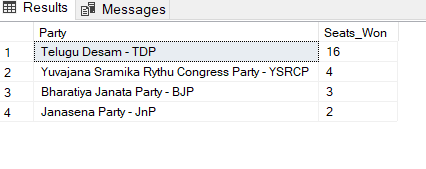 Results Messages
Party Seats_Won
1 Telugu Desam - TDP 16
2 Yuvajana Sramika Rythu Congress Party - YSRCP 4
3 Bharatiya Janata Party - BJP 3
4 Janasena Party - JnP 2